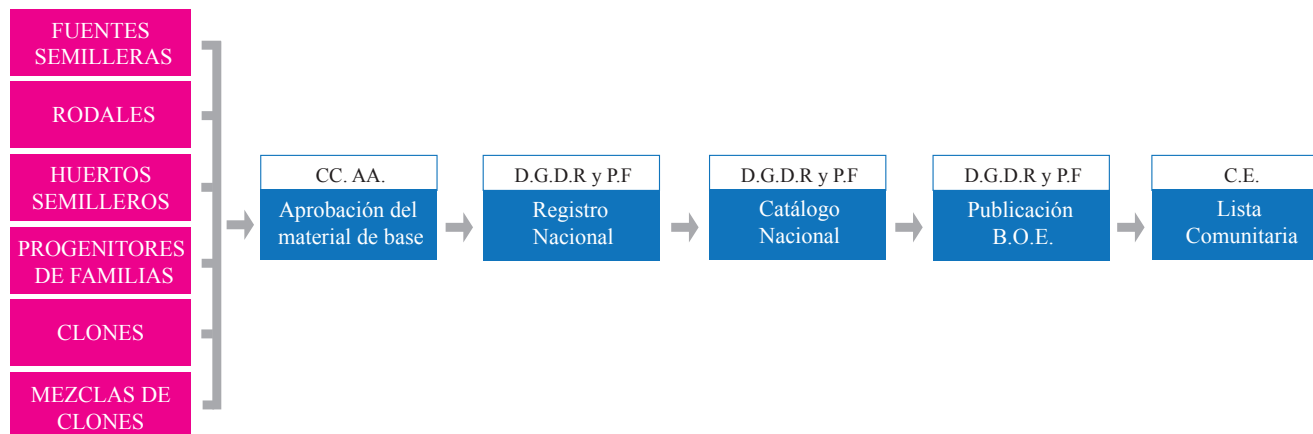 FUENTES
SEMILLERAS
RODALES
HUERTOS
SEMILLEROS
PROGENITORES
DE FAMILIAS
CLONES
MEZCLAS DE
CLONES
CC. AA.
Aprobación del
material de base
D.G.D.R y P.F
Registro
Nacional
D.G.D.R y P.F
Catálogo
Nacional
D.G.D.R y P.F
Publicación
B.O.E.
C.E.
Lista
Comunitaria